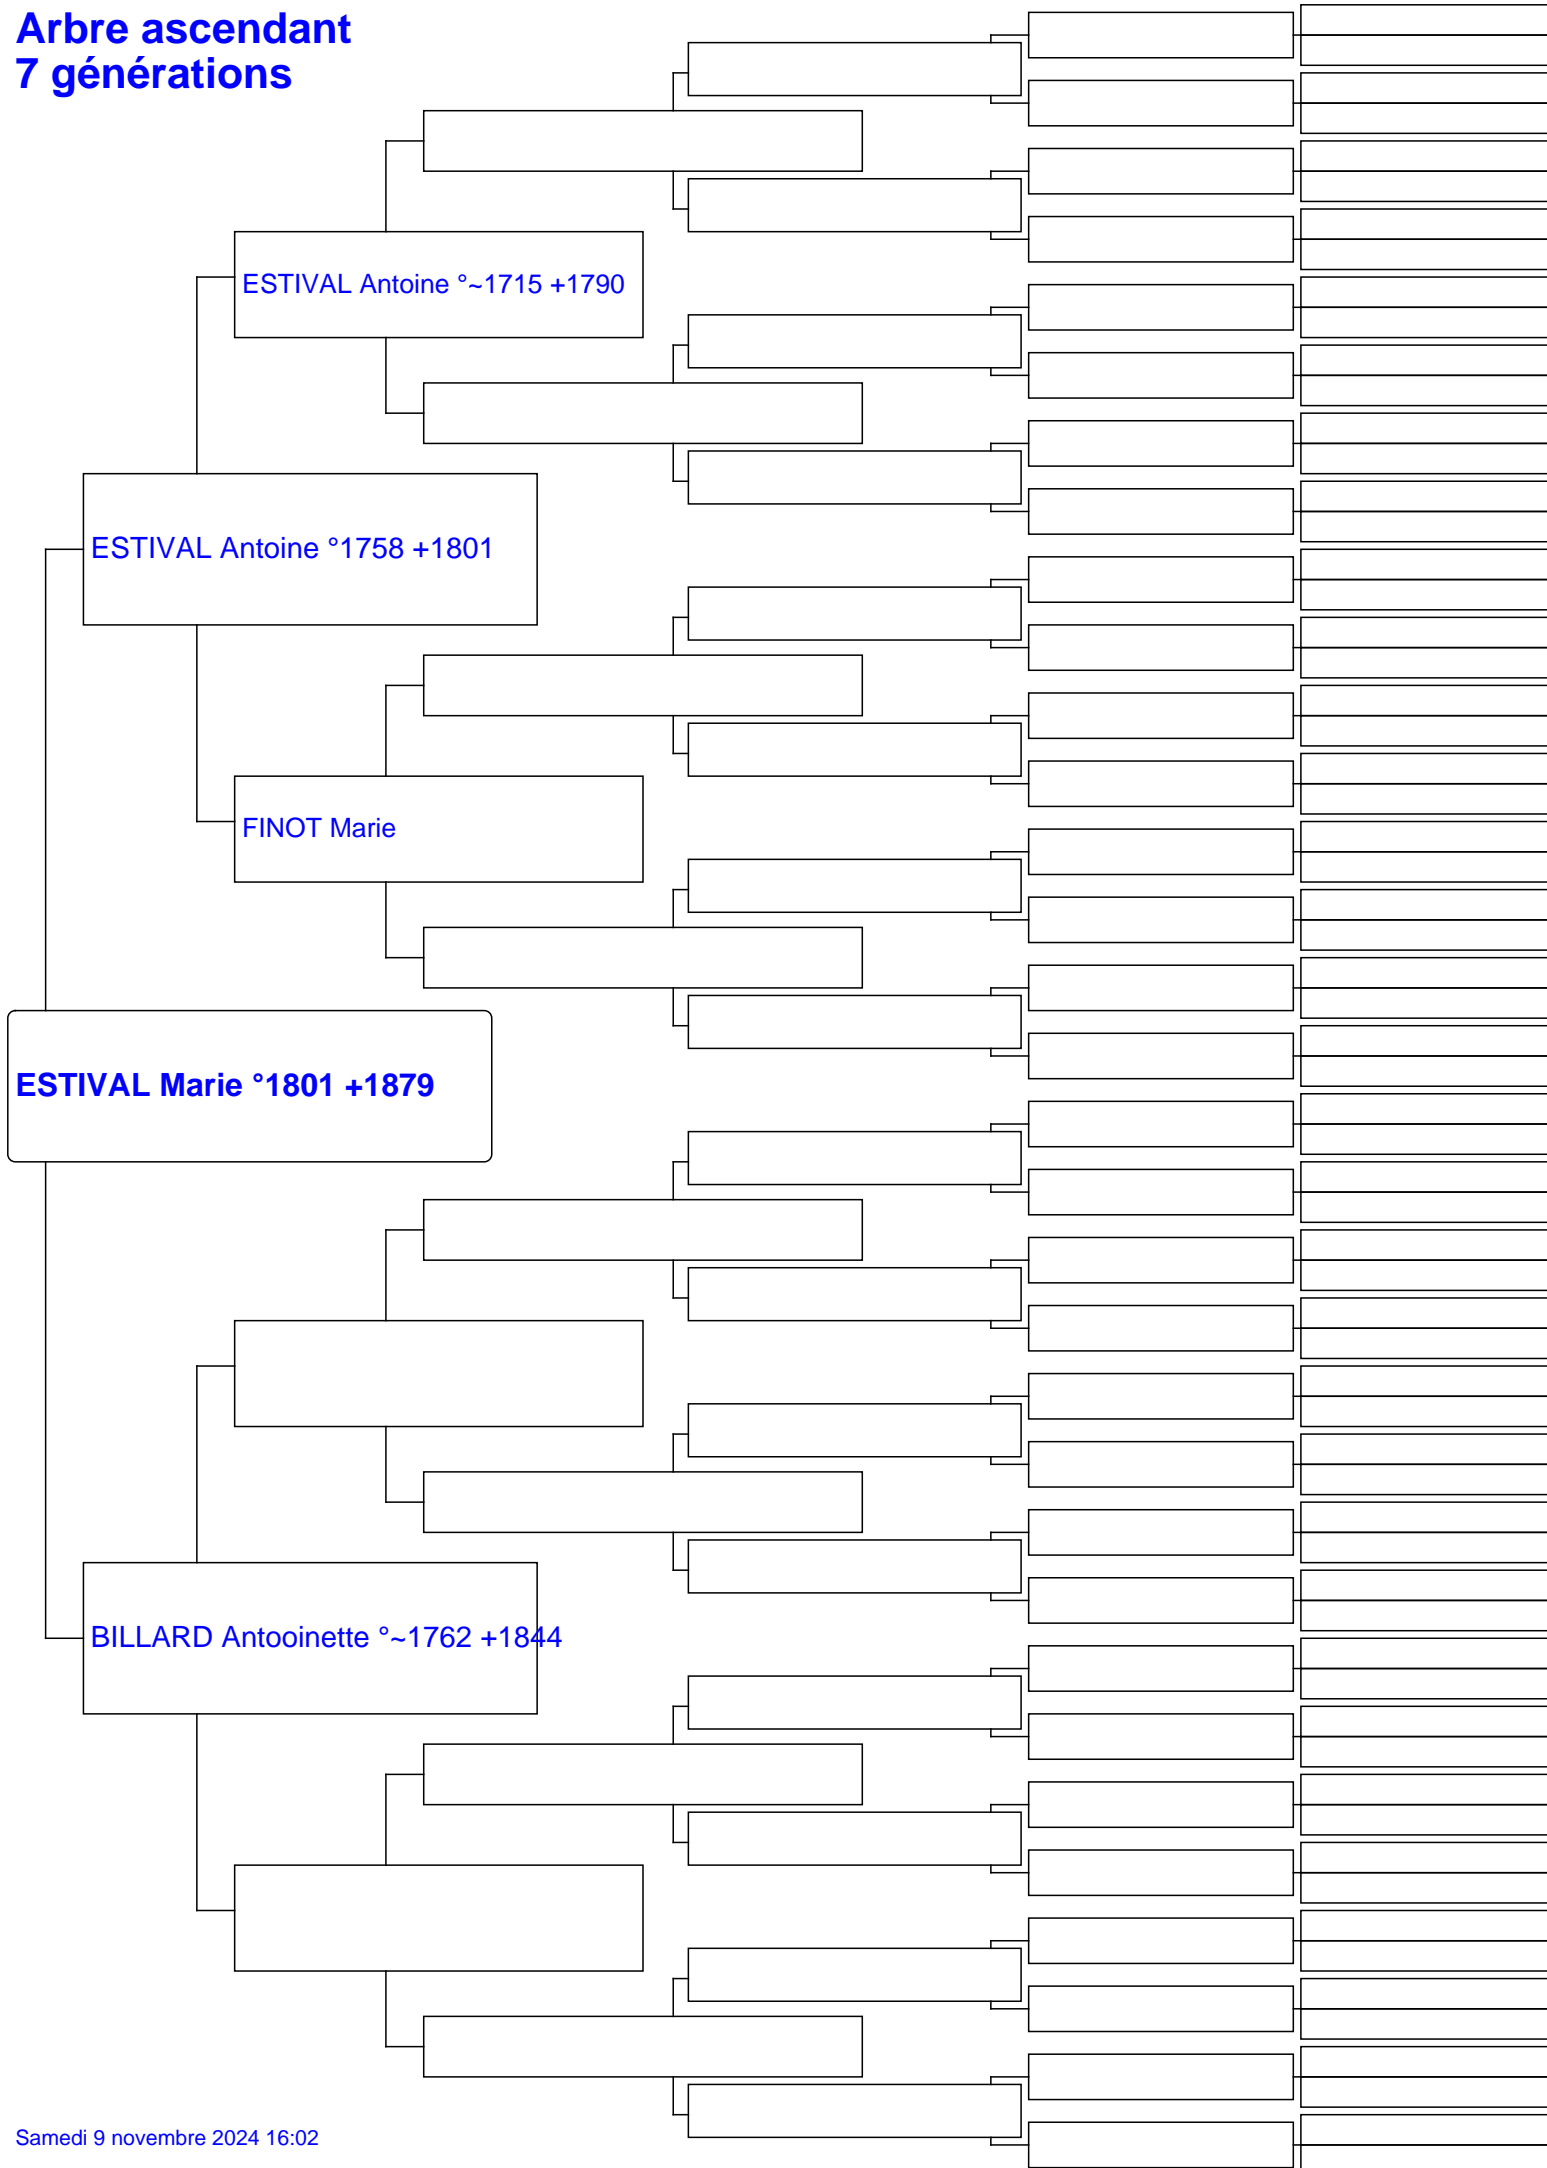 Arbre ascendant
7 générations
ESTIVAL Antoine °~1715 +1790
ESTIVAL Antoine °1758 +1801
FINOT Marie
ESTIVAL Marie °1801 +1879
BILLARD Antooinette °~1762 +1844
Samedi 9 novembre 2024 16:02